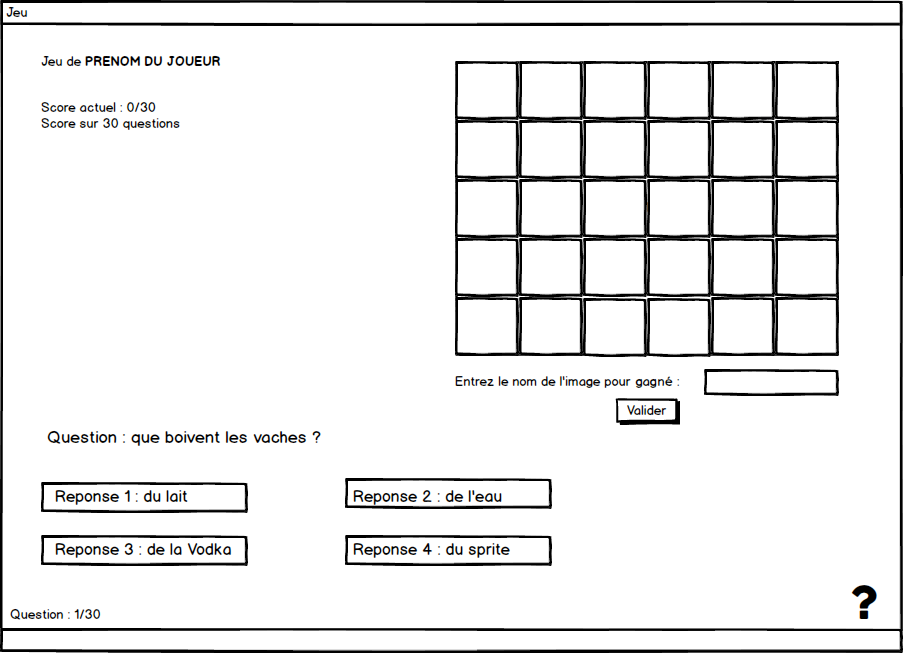 Jeu
Jeu de PRENOM DU JOUEUR
Score actuel : 0/30
Score sur 30 questions
Entrez le nom de l'image pour gagné :
Valider
Question : que boivent les vaches ?
Reponse 1 : du lait
Reponse 2 : de l'eau
Reponse 3 : de la Vodka
Reponse 4 : du sprite
?
Question : 1/30